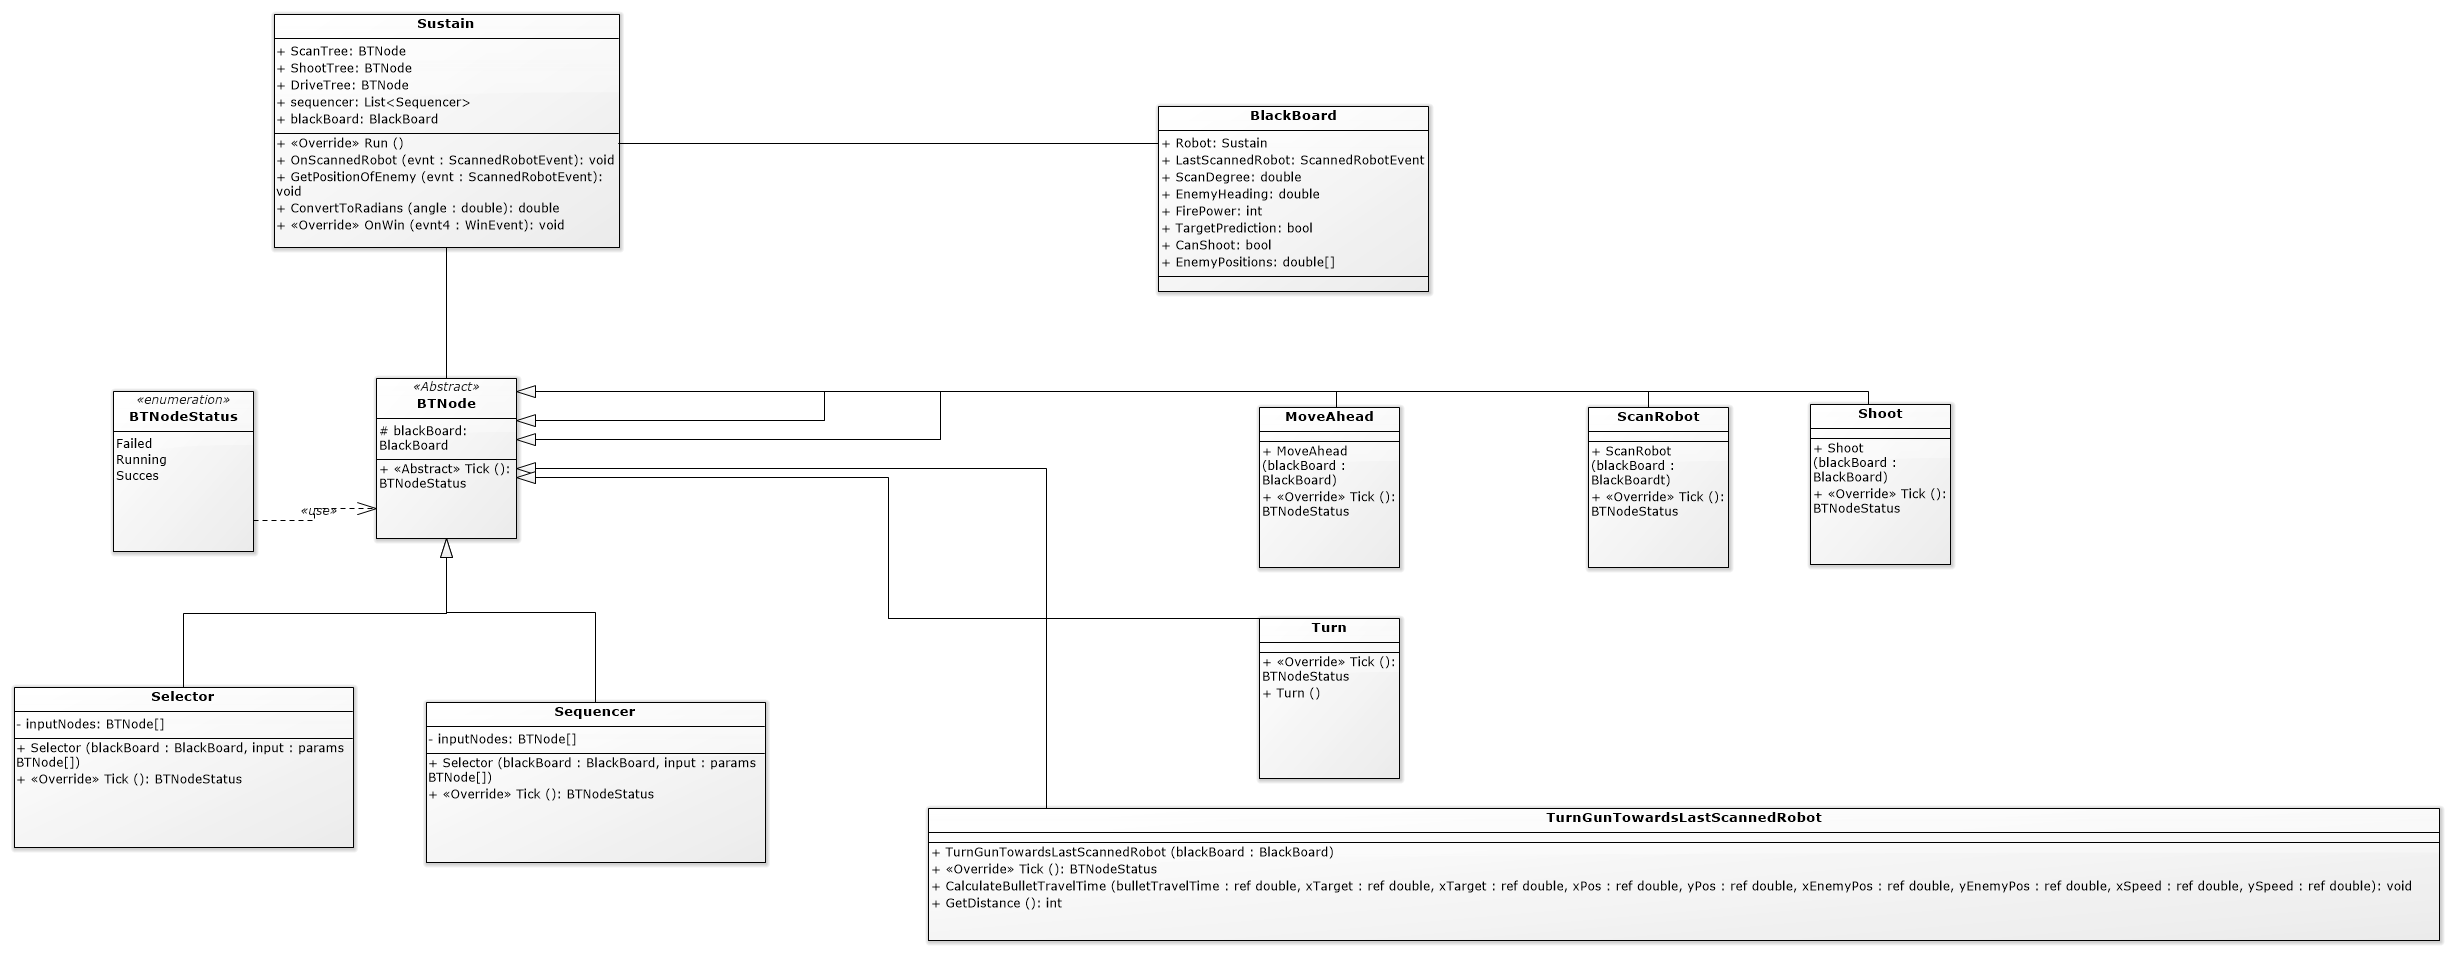 Sustain
+ ScanTree: BTNode
+ ShootTree: BTNode
+ DriveTree: BTNode
+ sequencer: List<Sequencer>
+ blackBoard: BlackBoard
+ «Override» Run ()
+ OnScannedRobot (evnt : ScannedRobotEvent): void
+ GetPositionOfEnemy (evnt : ScannedRobotEvent):
void
+ ConvertToRadians (angle : double): double
+ «Override» OnWin (evnt4 : WinEvent): void
BlackBoard
+ Robot: Sustain
+ LastScannedRobot: ScannedRobotEvent
+ ScanDegree: double
+ EnemyHeading: double
+ FirePower: int
+ TargetPrediction: bool
+ CanShoot: bool
+ EnemyPositions: double[]
«enumeration»
BTNodeStatus
Failed
Running
Succes
«use»
«Abstract»
BTNode
# blackBoard:
BlackBoard
+ «Abstract» Tick ():
BTNodeStatus
MoveAhead
+ MoveAhead
(blackBoard :
BlackBoard)
+ «Override» Tick ():
BTNodeStatus
ScanRobot
+ ScanRobot
(blackBoard :
BlackBoardt)
+ «Override» Tick ():
BTNodeStatus
Shoot
+ Shoot
(blackBoard :
BlackBoard)
+ «Override» Tick ():
BTNodeStatus
Turn
+ «Override» Tick ():
BTNodeStatus
+ Turn ()
Selector
- inputNodes: BTNode[]
+ Selector (blackBoard : BlackBoard, input : params
BTNode[])
+ «Override» Tick (): BTNodeStatus
Sequencer
- inputNodes: BTNode[]
+ Selector (blackBoard : BlackBoard, input : params
BTNode[])
+ «Override» Tick (): BTNodeStatus
TurnGunTowardsLastScannedRobot
+ TurnGunTowardsLastScannedRobot (blackBoard : BlackBoard)
+ «Override» Tick (): BTNodeStatus
+ CalculateBulletTravelTime (bulletTravelTime : ref double, xTarget : ref double, xTarget : ref double, xPos : ref double, yPos : ref double, xEnemyPos : ref double, yEnemyPos : ref double, xSpeed : ref double, ySpeed : ref double): void
+ GetDistance (): int